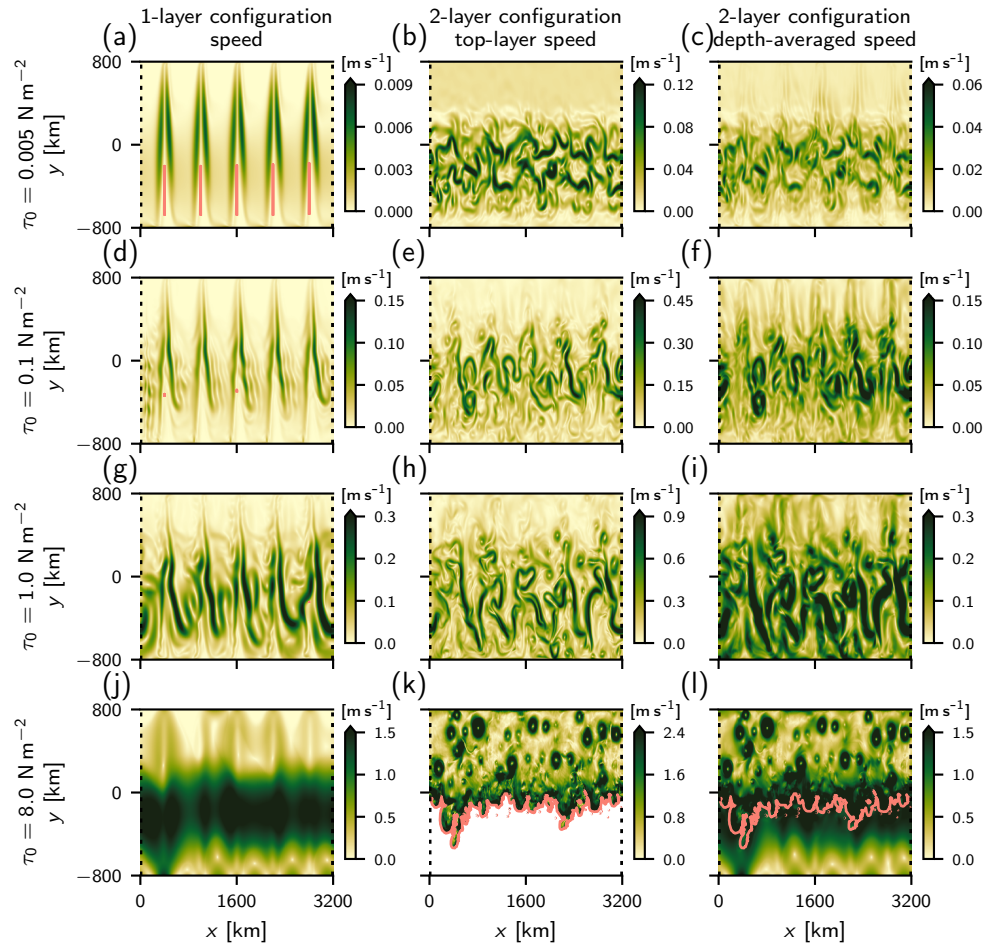 1-layer configuration
speed
2-layer configuration
top-layer speed
2-layer configuration
depth-averaged speed
(a)
(b)
(c)
τ₀ = 0.005 N m⁻²
y [km]
800
0
−800
[m s⁻¹]
0.009
0.006
0.003
0.000
[m s⁻¹]
0.12
0.08
0.04
0.00
[m s⁻¹]
0.06
0.04
0.02
0.00
(d)
(e)
(f)
τ₀ = 0.1 N m⁻²
y [km]
800
0
−800
[m s⁻¹]
0.15
0.10
0.05
0.00
[m s⁻¹]
0.45
0.30
0.15
0.00
[m s⁻¹]
0.15
0.10
0.05
0.00
(g)
(h)
(i)
τ₀ = 1.0 N m⁻²
y [km]
800
0
−800
[m s⁻¹]
0.3
0.2
0.1
0.0
[m s⁻¹]
0.9
0.6
0.3
0.0
[m s⁻¹]
0.3
0.2
0.1
0.0
(j)
(k)
(l)
τ₀ = 8.0 N m⁻²
y [km]
800
0
−800
[m s⁻¹]
1.5
1.0
0.5
0.0
[m s⁻¹]
2.4
1.6
0.8
0.0
[m s⁻¹]
1.5
1.0
0.5
0.0
0 1600 3200
0 1600 3200
0 1600 3200
x [km]
x [km]
x [km]